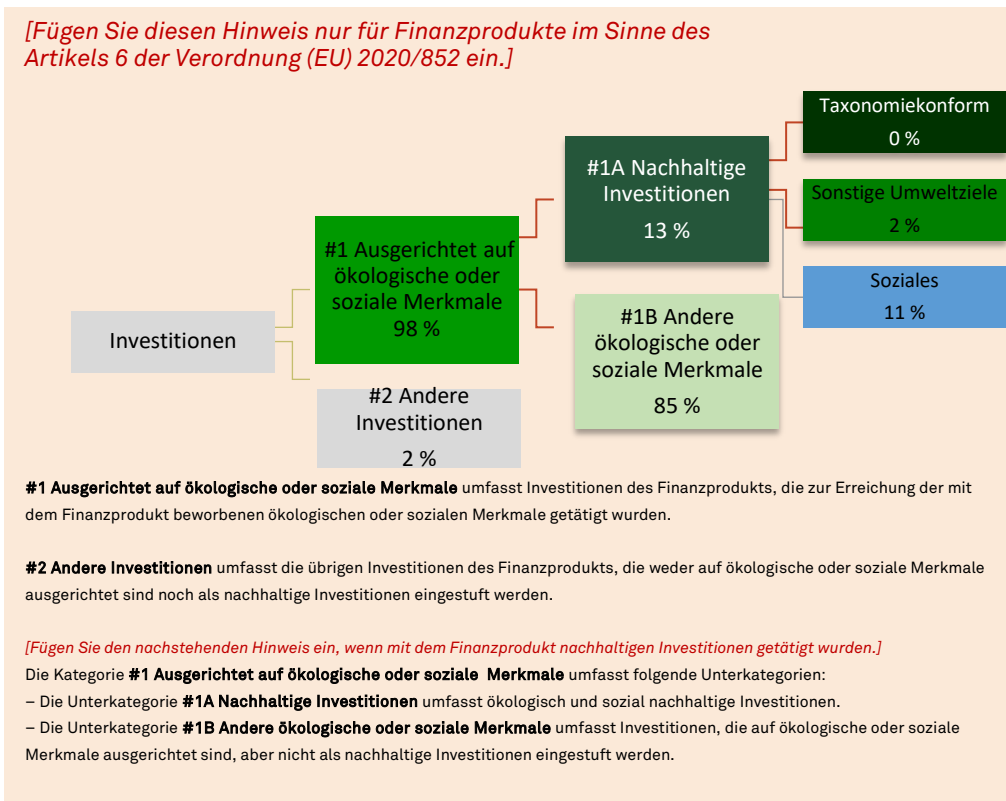 [Fügen Sie diesen Hinweis nur für Finanzprodukte im Sinne des
Artikels 6 der Verordnung (EU) 2020/852 ein.]
Investitionen
#1 Ausgerichtet auf
ökologische oder
soziale Merkmale
98 %
#2 Andere
Investitionen
2 %
#1A Nachhaltige
Investitionen
13 %
#1B Andere
ökologische oder
soziale Merkmale
85 %
Taxonomiekonform
0 %
Sonstige Umweltziele
2 %
Soziales
11 %
#1 Ausgerichtet auf ökologische oder soziale Merkmale umfasst Investitionen des Finanzprodukts, die zur Erreichung der mit
dem Finanzprodukt beworbenen ökologischen oder sozialen Merkmale getätigt wurden.
#2 Andere Investitionen umfasst die übrigen Investitionen des Finanzprodukts, die weder auf ökologische oder soziale Merkmale
ausgerichtet sind noch als nachhaltige Investitionen eingestuft werden.
[Fügen Sie den nachstehenden Hinweis ein, wenn mit dem Finanzprodukt nachhaltigen Investitionen getätigt wurden.]
Die Kategorie #1 Ausgerichtet auf ökologische oder soziale Merkmale umfasst folgende Unterkategorien:
– Die Unterkategorie #1A Nachhaltige Investitionen umfasst ökologisch und sozial nachhaltige Investitionen.
– Die Unterkategorie #1B Andere ökologische oder soziale Merkmale umfasst Investitionen, die auf ökologische oder soziale
Merkmale ausgerichtet sind, aber nicht als nachhaltige Investitionen eingestuft werden.